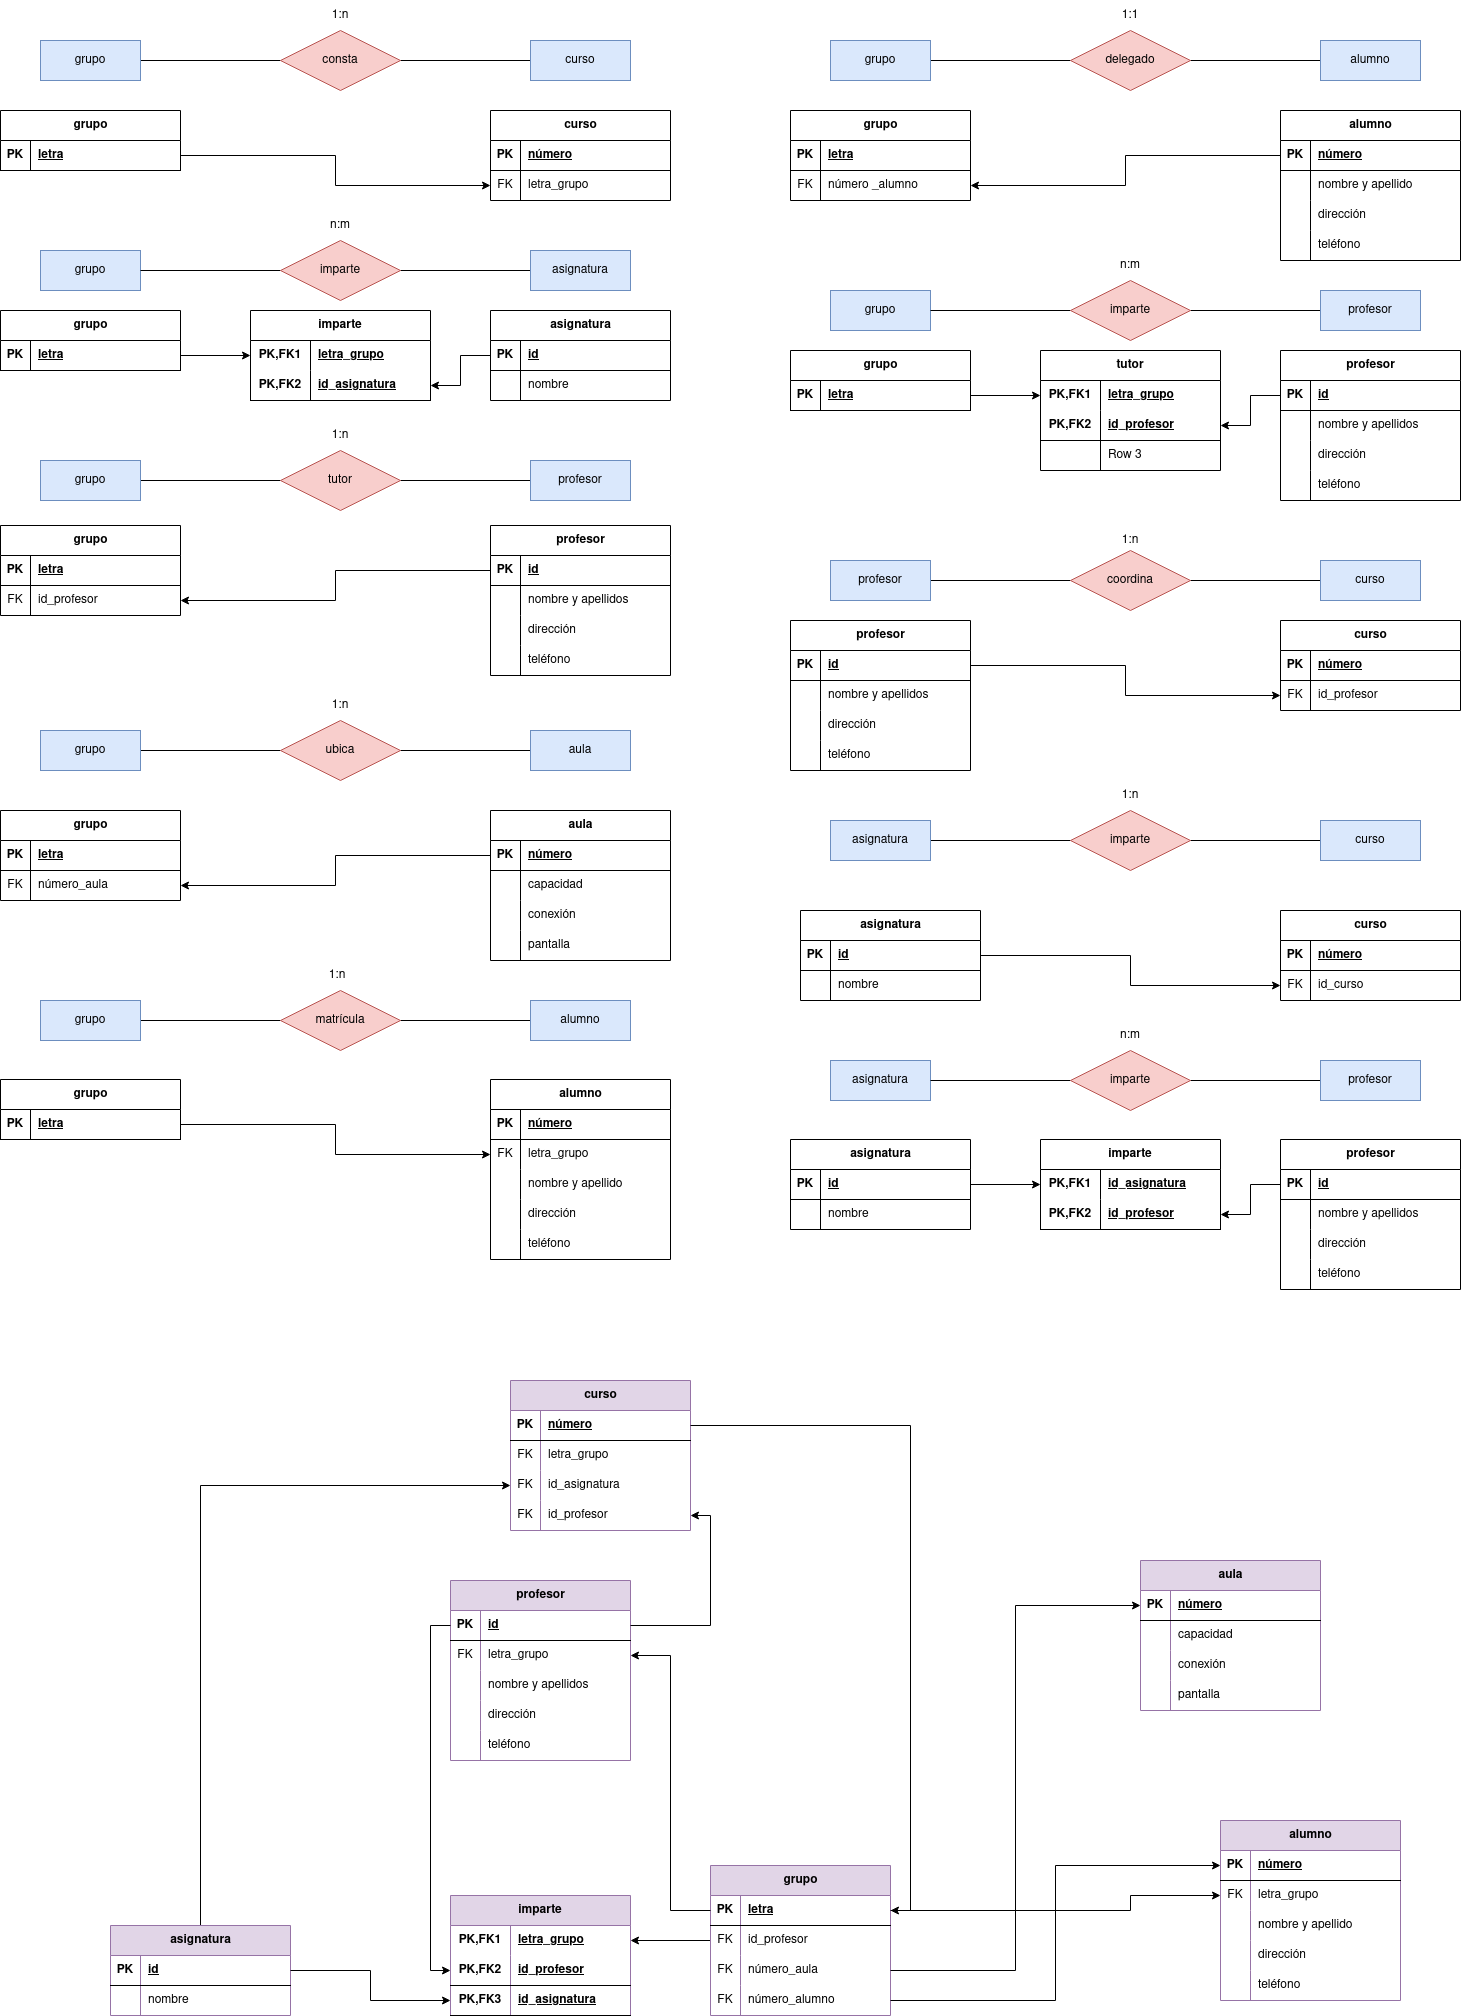 1:n
grupo
consta
curso
grupo
PK letra
curso
PK número
FK letra_grupo
n:m
grupo
imparte
asignatura
grupo
PK letra
imparte
PK,FK1 letra_grupo
PK,FK2 id_asignatura
asignatura
PK id
nombre
1:n
grupo
tutor
profesor
grupo
PK letra
FK id_profesor
profesor
PK id
nombre y apellidos
dirección
teléfono
1:n
grupo
ubica
aula
grupo
PK letra
FK número_aula
aula
PK número
capacidad
conexión
pantalla
1:n
grupo
matrícula
alumno
grupo
PK letra
alumno
PK número
FK letra_grupo
nombre y apellido
dirección
teléfono
1:1
grupo
delegado
alumno
grupo
PK letra
FK número _alumno
alumno
PK número
nombre y apellido
dirección
teléfono
n:m
grupo
imparte
profesor
grupo
PK letra
tutor
PK,FK1 letra_grupo
PK,FK2 id_profesor
Row 3
profesor
PK id
nombre y apellidos
dirección
teléfono
1:n
profesor
coordina
curso
profesor
PK id
nombre y apellidos
dirección
teléfono
curso
PK número
FK id_profesor
1:n
asignatura
imparte
curso
asignatura
PK id
nombre
curso
PK número
FK id_curso
n:m
asignatura
imparte
profesor
asignatura
PK id
nombre
imparte
PK,FK1 id_asignatura
PK,FK2 id_profesor
profesor
PK id
nombre y apellidos
dirección
teléfono
curso
PK número
FK letra_grupo
FK id_asignatura
FK id_profesor
profesor
PK id
FK letra_grupo
nombre y apellidos
dirección
teléfono
aula
PK número
capacidad
conexión
pantalla
alumno
PK número
FK letra_grupo
nombre y apellido
dirección
teléfono
grupo
PK letra
FK id_profesor
FK número_aula
FK número_alumno
imparte
PK,FK1 letra_grupo
PK,FK2 id_profesor
PK,FK3 id_asignatura
asignatura
PK id
nombre